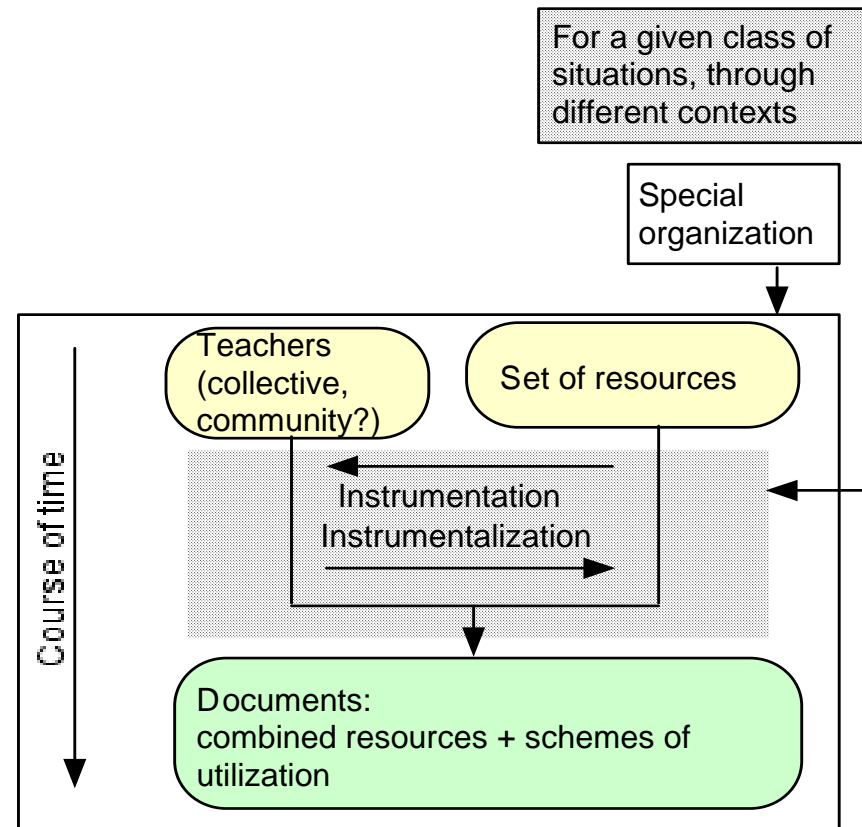 For a given class of
situations, through
different contexts
Special
organization
Teachers
(collective,
community?)
Set of resources
Course of time
Instrumentation
Instrumentalization
Documents:
combined resources + schemes of
utilization